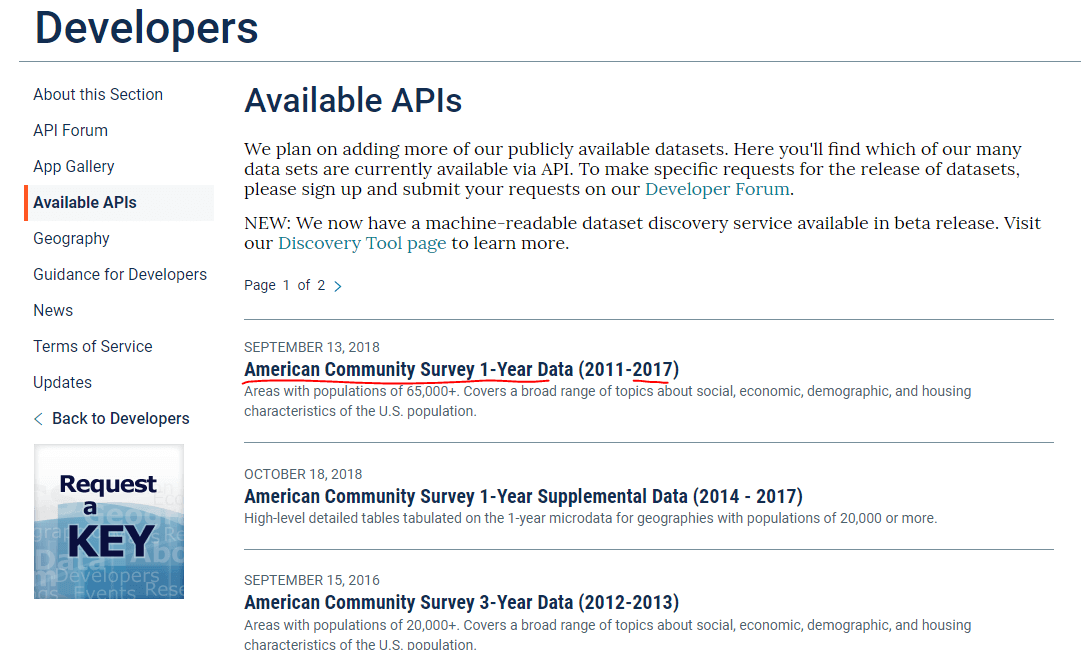 Developers
About this Section
API Forum
App Gallery
Available APIs
Geography
Guidance for Developers
News
Terms of Service
Updates
Back to Developers
Request
a
KEY
Data
Developers
Events
Available APIs
We plan on adding more of our publicly available datasets. Here you'll find which of our many
data sets are currently available via API. To make specific requests for the release of datasets,
please sign up and submit your requests on our Developer Forum.
NEW: We now have a machine-readable dataset discovery service available in beta release. Visit
our Discovery Tool page to learn more.
Page 1 of 2 >
SEPTEMBER 13, 2018
American Community Survey 1-Year Data (2011-2017)
Areas with populations of 65,000+. Covers a broad range of topics about social, economic, demographic, and housing
characteristics of the U.S. population.
OCTOBER 18, 2018
American Community Survey 1-Year Supplemental Data (2014 - 2017)
High-level detailed tables tabulated on the 1-year microdata for geographies with populations of 20,000 or more.
SEPTEMBER 15, 2016
American Community Survey 3-Year Data (2012-2013)
Areas with populations of 20,000+. Covers a broad range of topics about social, economic, demographic, and housing
characteristics of the U.S. population.